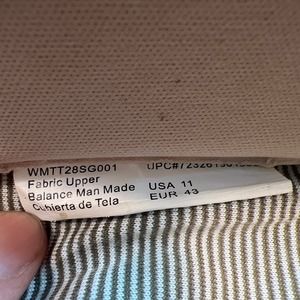 WMTT28SG001
Fabric Upper
Balance Man Made
Cubierta de Tela
USA 11
EUR 43